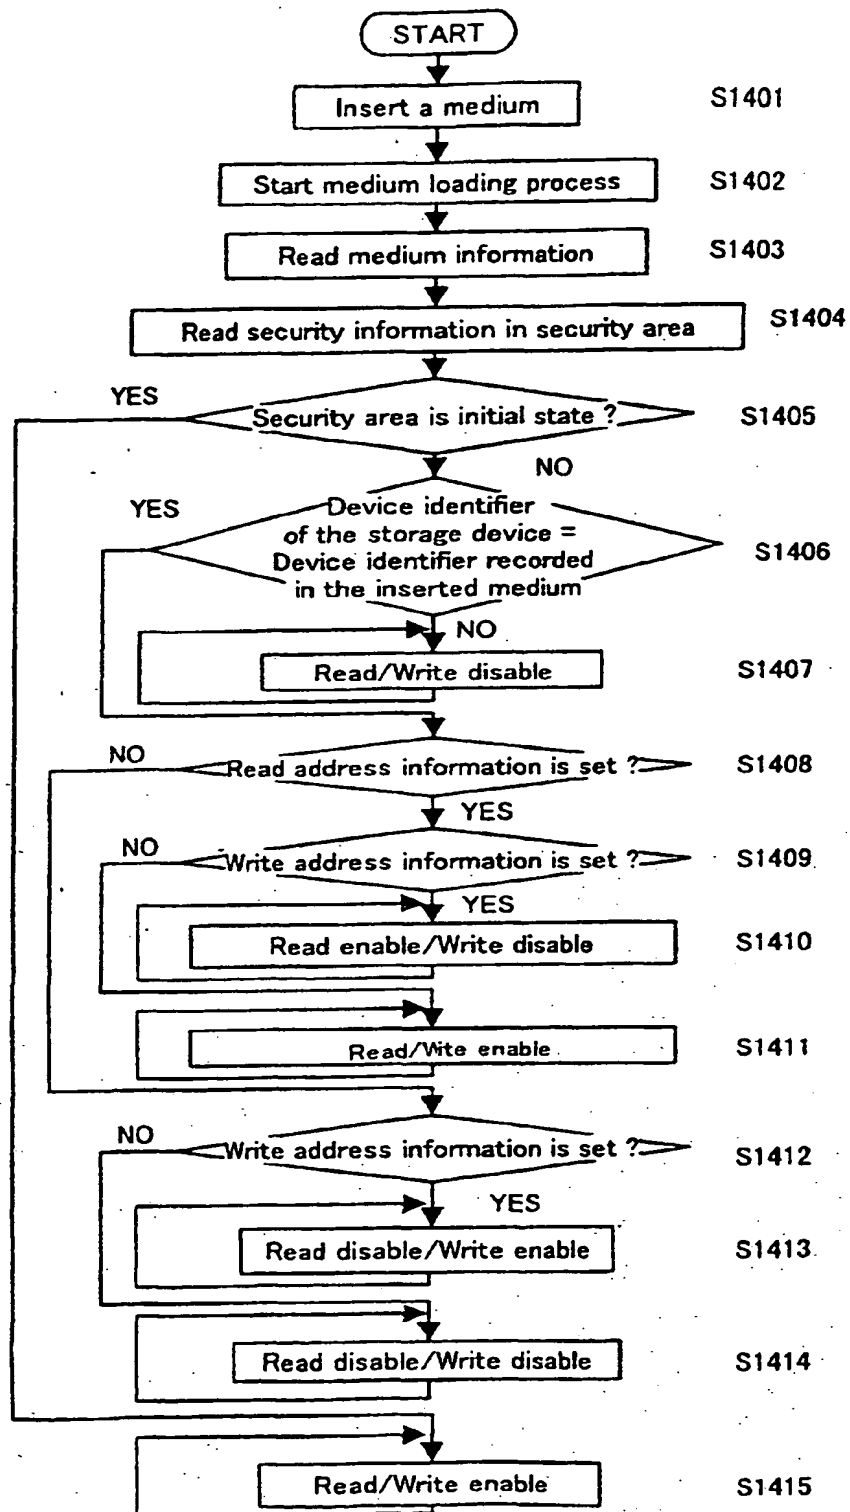 START
Insert a medium S1401
Start medium loading process S1402
Read medium information S1403
Read security information in security area S1404
YES
Security area is initial state ? S1405
NO
YES
Device identifier
of the storage device =
Device identifier recorded
in the inserted medium
S1406
NO
Read/Write disable S1407
NO
Read address information is set ? S1408
YES
NO
Write address information is set ? S1409
YES
Read enable/Write disable S1410
Read/Wite enable S1411
NO
Write address information is set ? S1412
YES
Read disable/Write enable S1413
Read disable/Write disable S1414
Read/Write enable S1415